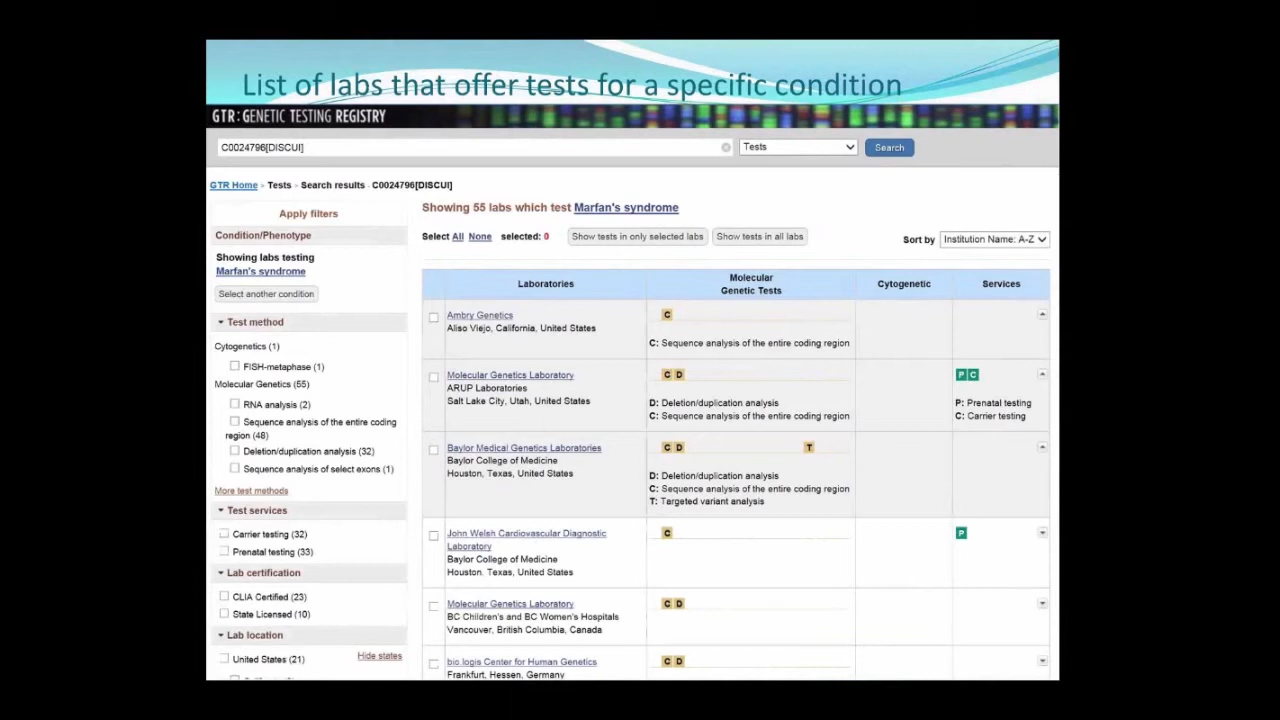 List of labs that offer tests for a specific condition
GTR: GENETIC TESTING REGISTRY
C0024796[DISCUI]
Tests
Search
GTR Home > Tests > Search results - C0024796[DISCUI]
Apply filters
Condition/Phenotype
Showing labs testing
Marfan's syndrome
Select another condition
Test method
Cytogenetics (1)
FISH-metaphase (1)
Molecular Genetics (55)
RNA analysis (2)
Sequence analysis of the entire coding
region (48)
Deletion/duplication analysis (32)
Sequence analysis of select exons (1)
More test methods
Test services
Carrier testing (32)
Prenatal testing (33)
Lab certification
CLIA Certified (23)
State Licensed (10)
Lab location
United States (21)
Hide states
Showing 55 labs which test Marfan's syndrome
Select All None selected: 0
Show tests in only selected labs
Show tests in all labs
Sort by
Institution Name: A-Z
Laboratories
Molecular
Genetic Tests
Cytogenetic
Services
Ambry Genetics
Aliso Viejo, California, United States
C
C: Sequence analysis of the entire coding region
Molecular Genetics Laboratory
ARUP Laboratories
Salt Lake City, Utah, United States
C D
D: Deletion/duplication analysis
C: Sequence analysis of the entire coding region
P C
P: Prenatal testing
C: Carrier testing
Baylor Medical Genetics Laboratories
Baylor College of Medicine
Houston, Texas, United States
C D T
D: Deletion/duplication analysis
C: Sequence analysis of the entire coding region
T: Targeted variant analysis
John Welsh Cardiovascular Diagnostic
Laboratory
Baylor College of Medicine
Houston, Texas, United States
C
P
Molecular Genetics Laboratory
BC Children's and BC Women's Hospitals
Vancouver, British Columbia, Canada
C D
bio.logis Center for Human Genetics
Frankfurt, Hessen, Germany
C D